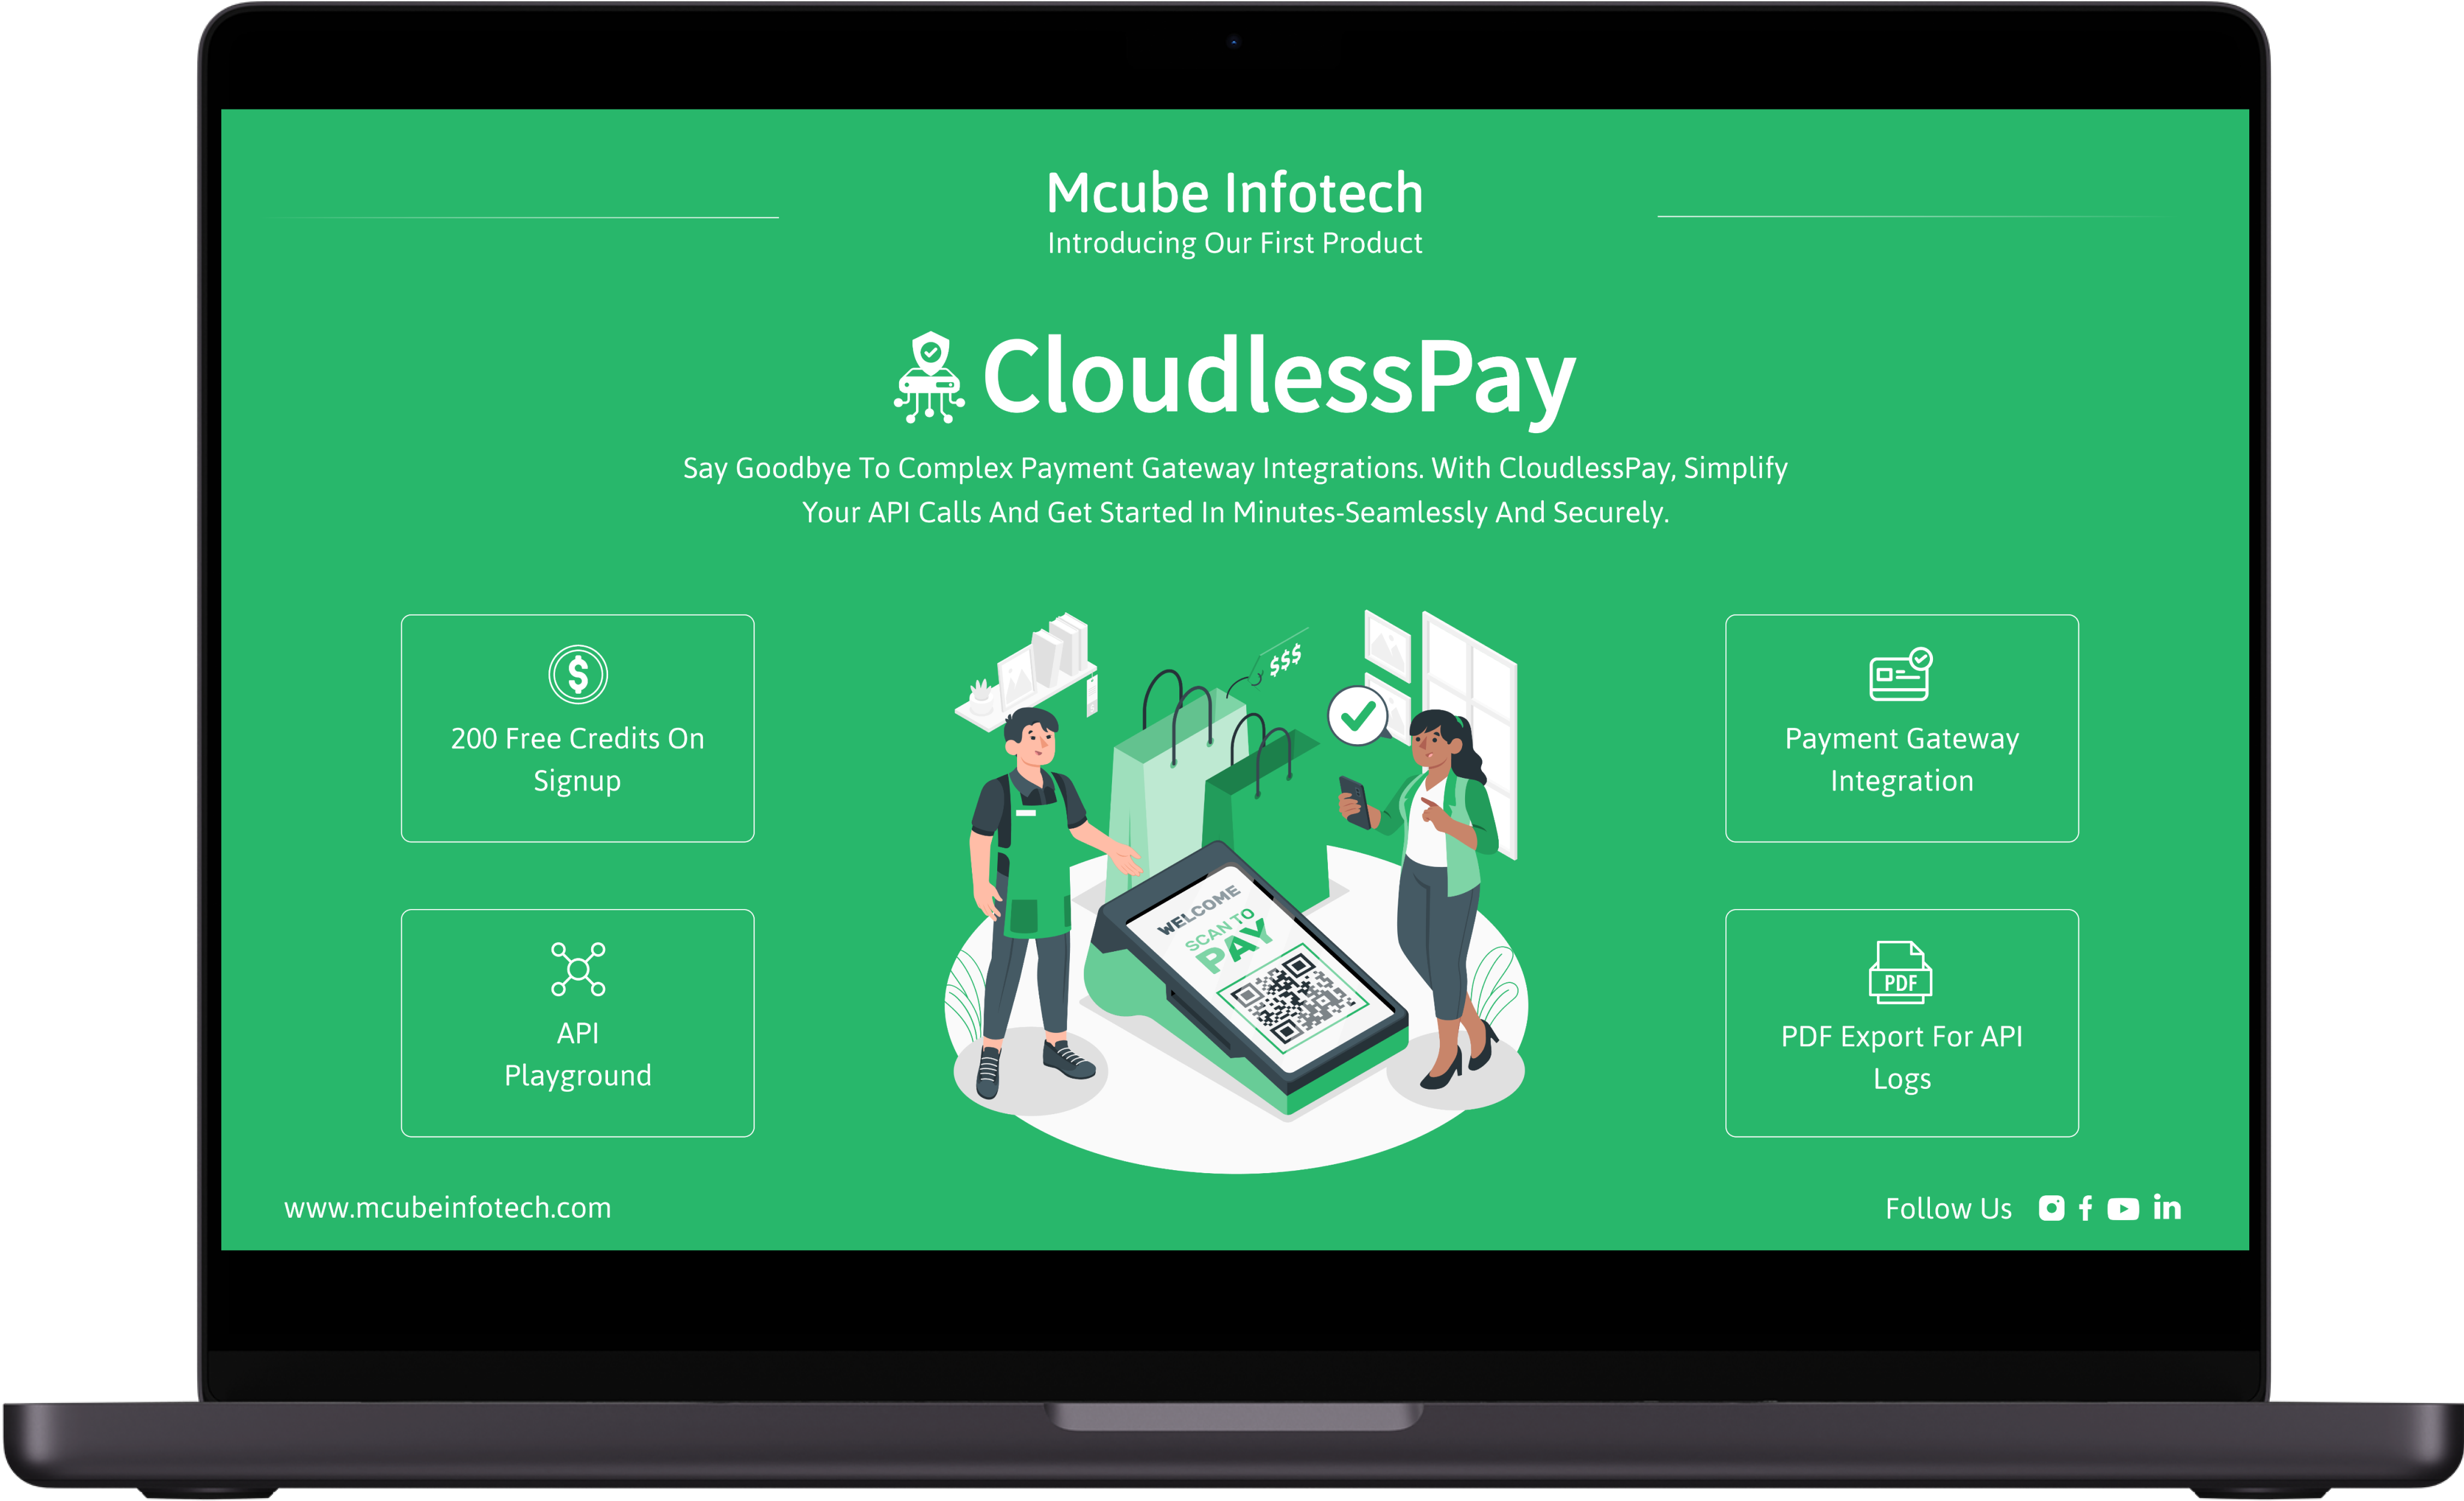 Mcube Infotech
Introducing Our First Product
CloudlessPay
Say Goodbye To Complex Payment Gateway Integrations. With CloudlessPay, Simplify
Your API Calls And Get Started In Minutes-Seamlessly And Securely.
200 Free Credits On
Signup
API
Playground
$$$
WELCOME
SCAN TO
PAY
Payment Gateway
Integration
PDF
PDF Export For API
Logs
www.mcubeinfotech.com
Follow Us